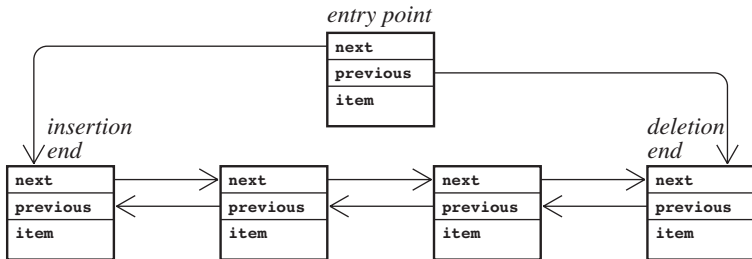 entry point
next
previous
item
insertion
end
deletion
end
next
previous
item
next
previous
item
next
previous
item
next
previous
item